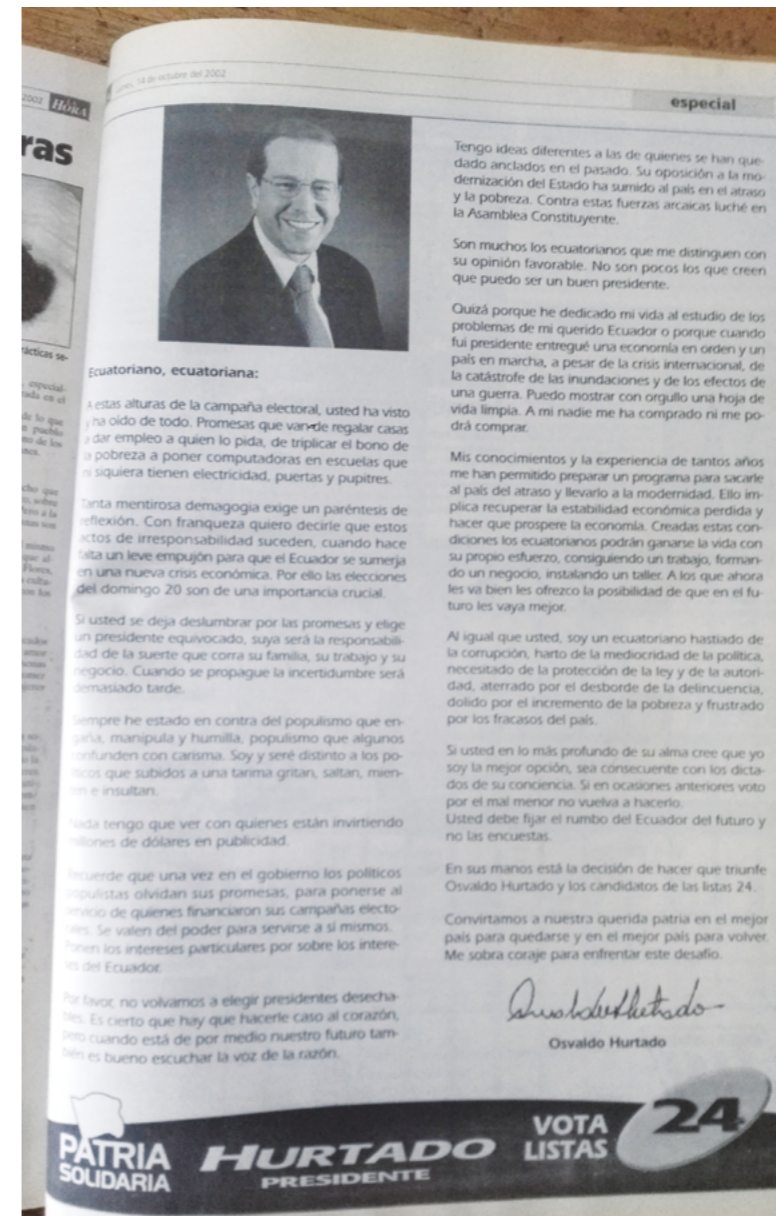 2002 HORA
ras
Lunes, 14 de octubre del 2002
especial
Ecuatoriano, ecuatoriana:
A estas alturas de la campaña electoral, usted ha visto
y ha oído de todo. Promesas que van de regalar casas
a dar empleo a quien lo pida, de triplicar el bono de
la pobreza a poner computadoras en escuelas que
ni siquiera tienen electricidad, puertas y pupitres.
Tanta mentirosa demagogia exige un paréntesis de
reflexión. Con franqueza quiero decirle que estos
actos de irresponsabilidad suceden, cuando hace
falta un leve empujón para que el Ecuador se sumerja
en una nueva crisis económica. Por ello las elecciones
del domingo 20 son de una importancia crucial.
Si usted se deja deslumbrar por las promesas y elige
un presidente equivocado, suya será la responsabili-
dad de la suerte que corra su familia, su trabajo y su
negocio. Cuando se propague la incertidumbre será
demasiado tarde.
Siempre he estado en contra del populismo que en-
gaña, manipula y humilla, populismo que algunos
confunden con carisma. Soy y seré distinto a los po-
líticos que subidos a una tarima gritan, saltan, mien-
ten e insultan.
Nada tengo que ver con quienes están invirtiendo
millones de dólares en publicidad.
Recuerde que una vez en el gobierno los políticos
populistas olvidan sus promesas, para ponerse al
servicio de quienes financiaron sus campañas electo-
rales. Se valen del poder para servirse a sí mismos.
Ponen los intereses particulares por sobre los intere-
ses del Ecuador.
Por favor, no volvamos a elegir presidentes desecha-
bles. Es cierto que hay que hacerle caso al corazón,
pero cuando está de por medio nuestro futuro tam-
bién es bueno escuchar la voz de la razón.
Tengo ideas diferentes a las de quienes se han que-
dado anclados en el pasado. Su oposición a la mo-
dernización del Estado ha sumido al país en el atraso
y la pobreza. Contra estas fuerzas arcaicas luché en
la Asamblea Constituyente.
Son muchos los ecuatorianos que me distinguen con
su opinión favorable. No son pocos los que creen
que puedo ser un buen presidente.
Quizá porque he dedicado mi vida al estudio de los
problemas de mi querido Ecuador o porque cuando
fui presidente entregué una economía en orden y un
país en marcha, a pesar de la crisis internacional, de
la catástrofe de las inundaciones y de los efectos de
una guerra. Puedo mostrar con orgullo una hoja de
vida limpia. A mi nadie me ha comprado ni me po-
drá comprar.
Mis conocimientos y la experiencia de tantos años
me han permitido preparar un programa para sacarle
al país del atraso y llevarlo a la modernidad. Ello im-
plica recuperar la estabilidad económica perdida y
hacer que prospere la economía. Creadas estas con-
diciones los ecuatorianos podrán ganarse la vida con
su propio esfuerzo, consiguiendo un trabajo, forman-
do un negocio, instalando un taller. A los que ahora
les va bien les ofrezco la posibilidad de que en el fu-
turo les vaya mejor.
Al igual que usted, soy un ecuatoriano hastiado de
la corrupción, harto de la mediocridad de la política,
necesitado de la protección de la ley y de la autori-
dad, aterrado por el desborde de la delincuencia,
dolido por el incremento de la pobreza y frustrado
por los fracasos del país.
Si usted en lo más profundo de su alma cree que yo
soy la mejor opción, sea consecuente con los dicta-
dos de su conciencia. Si en ocasiones anteriores voto
por el mal menor no vuelva a hacerlo.
Usted debe fijar el rumbo del Ecuador del futuro y
no las encuestas.
En sus manos está la decisión de hacer que triunfe
Osvaldo Hurtado y los candidatos de las listas 24.
Convirtamos a nuestra querida patria en el mejor
país para quedarse y en el mejor país para volver.
Me sobra coraje para enfrentar este desafío.
Osvaldo Hurtado
Osvaldo Hurtado
PATRIA
SOLIDARIA
HURTADO
PRESIDENTE
VOTA
LISTAS
24